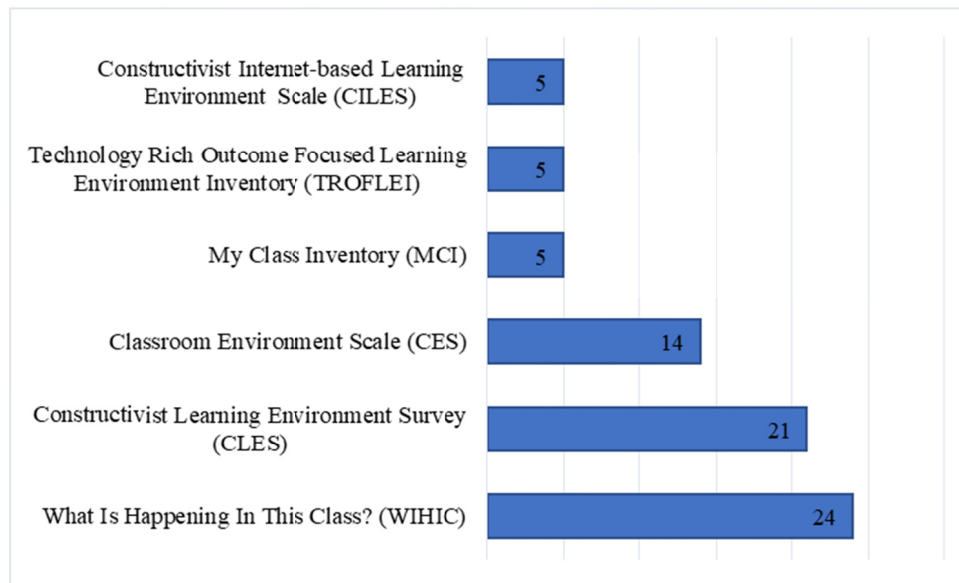 Constructivist Internet-based Learning
Environment Scale (CILES)
5
Technology Rich Outcome Focused Learning
Environment Inventory (TROFLEI)
5
My Class Inventory (MCI)
5
Classroom Environment Scale (CES)
14
Constructivist Learning Environment Survey
(CLES)
21
What Is Happening In This Class? (WIHIC)
24